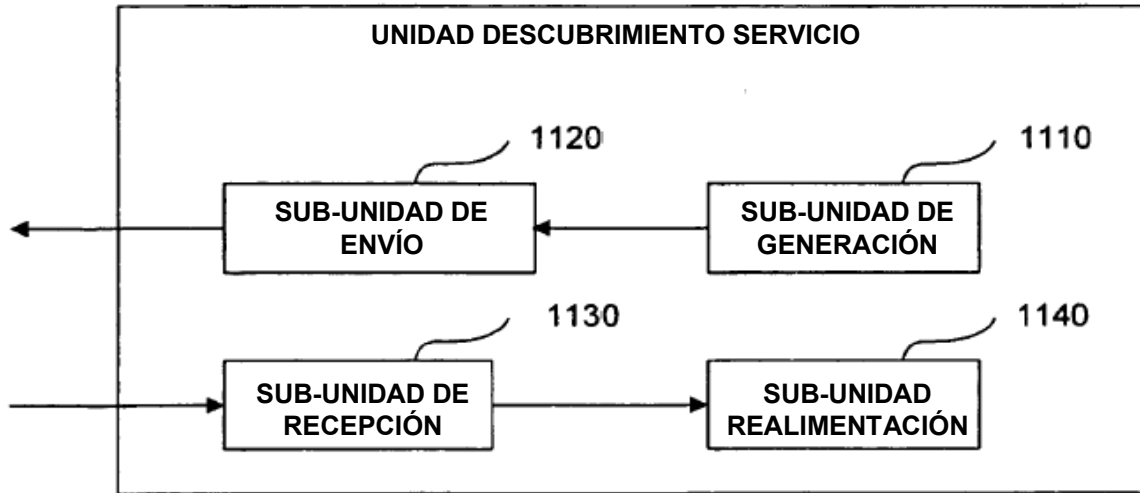 UNIDAD DESCUBRIMIENTO SERVICIO
1120
1110
SUB-UNIDAD DE
ENVÍO
SUB-UNIDAD DE
GENERACIÓN
1130
1140
SUB-UNIDAD DE
RECEPCIÓN
SUB-UNIDAD
REALIMENTACIÓN